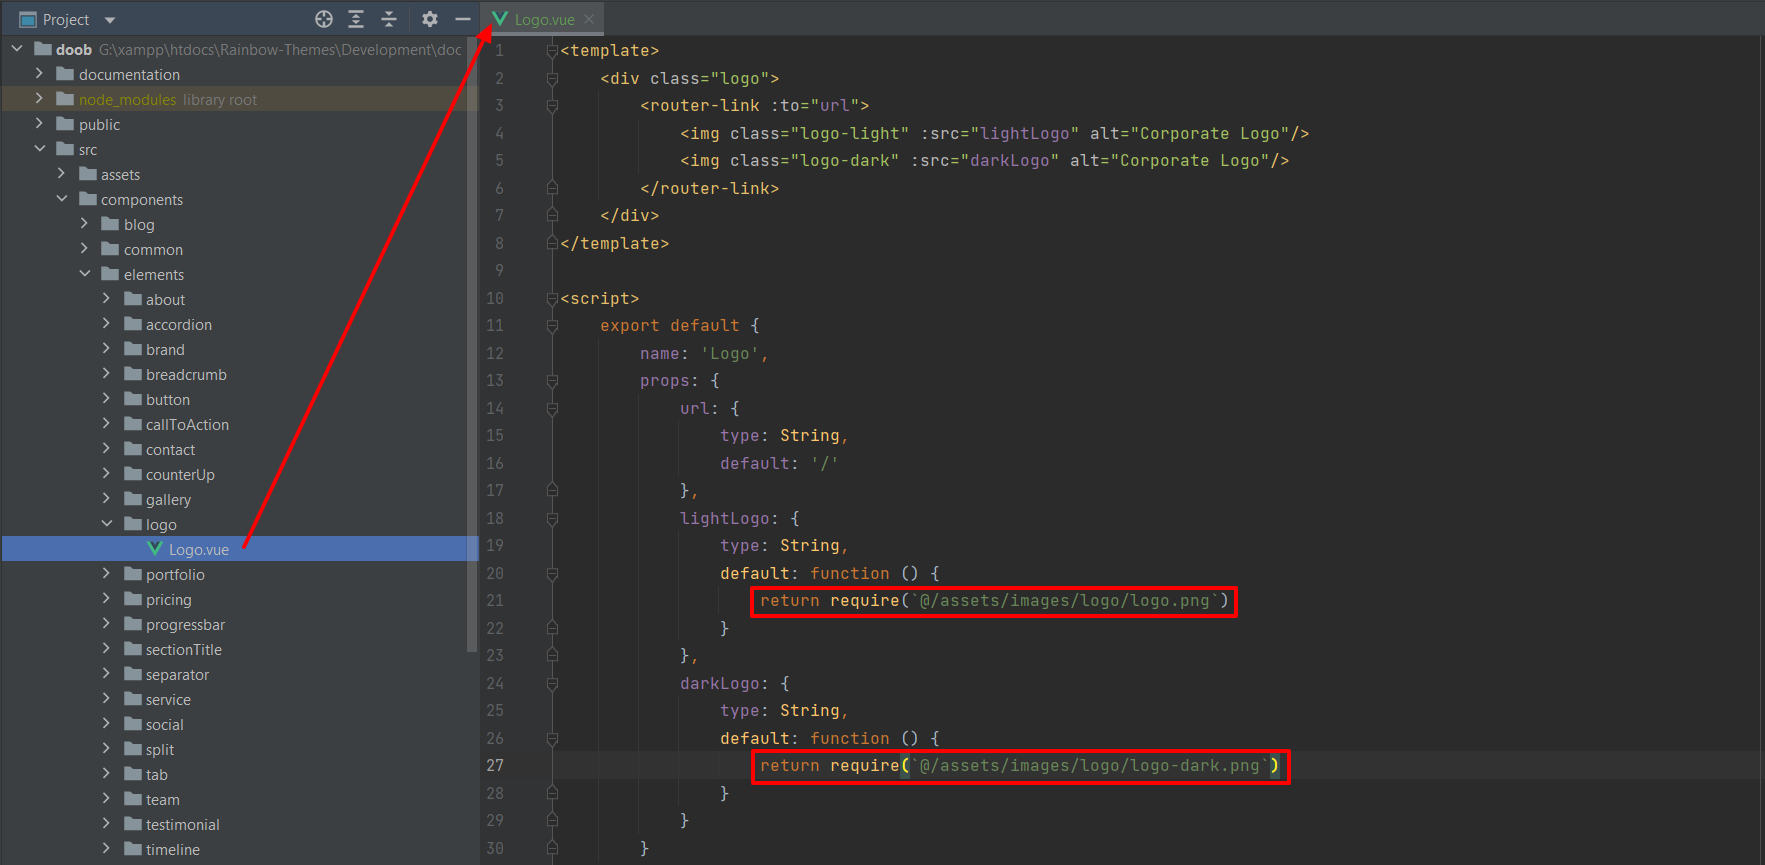 Project
doob G:\xampp\htdocs\Rainbow-Themes\Development\doc
documentation
node_modules library root
public
src
assets
components
blog
common
elements
about
accordion
brand
breadcrumb
button
callToAction
contact
counterUp
gallery
logo
Logo.vue
portfolio
pricing
progressbar
sectionTitle
separator
service
social
split
tab
team
testimonial
timeline
Logo.vue
1 <template>
2 <div class="logo">
3 <router-link :to="url">
4 <img class="logo-light" :src="lightLogo" alt="Corporate Logo"/>
5 <img class="logo-dark" :src="darkLogo" alt="Corporate Logo"/>
6 </router-link>
7 </div>
8 </template>
9
10 <script>
11 export default {
12 name: 'Logo',
13 props: {
14 url: {
15 type: String,
16 default: '/'
17 },
18 lightLogo: {
19 type: String,
20 default: function () {
21 return require(`@/assets/images/logo/logo.png`)
22 }
23 },
24 darkLogo: {
25 type: String,
26 default: function () {
27 return require(`@/assets/images/logo/logo-dark.png`)
28 }
29 }
30 }